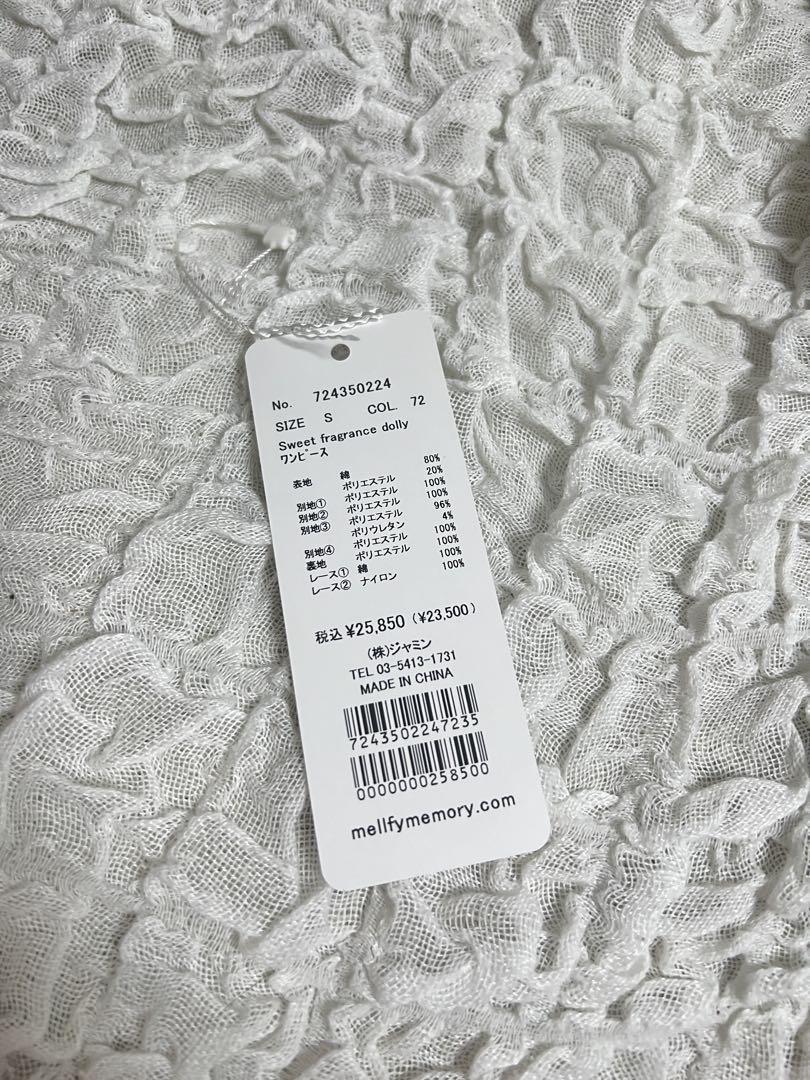 No. 724350224
SIZE S COL. 72
Sweet fragrance dolly
ワンピース
表地 綿 80%
ポリエステル 20%
別地① ポリエステル 100%
別地② ポリエステル 100%
別地③ ポリエステル 96%
ポリウレタン 4%
別地④ ポリエステル 100%
裏地 ポリエステル 100%
レース① 綿 100%
レース② ナイロン 100%
税込 ¥25,850 (¥23,500)
(株)ジャミン
TEL 03-5413-1731
MADE IN CHINA
7243502247235
0000000258500
mellfymemory.com